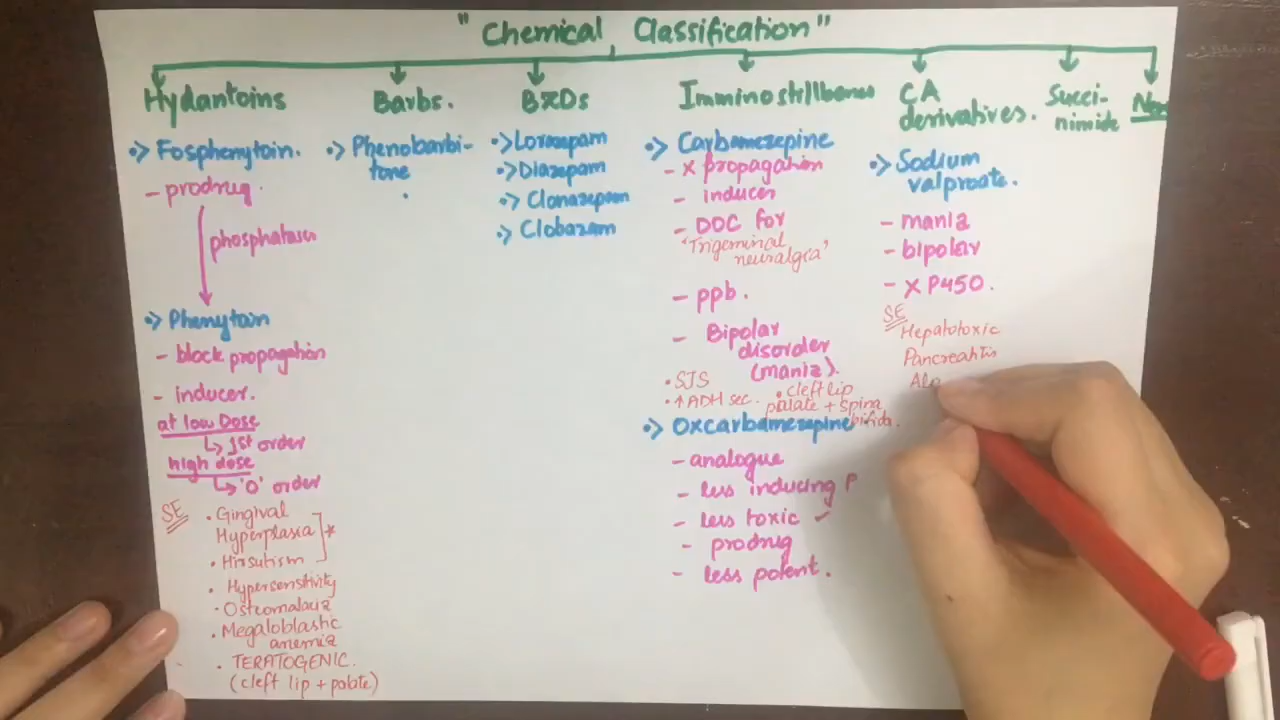 "Chemical Classification"
Hydantoins
:> Fosphenytoin.
- prodrug.
phosphatases
:> Phenytoin
- block propagation
- inducer.
at low Dose
↳ 1st order
high dose
↳ 'O' order
SE
• Gingival
Hyperplasia ] *
• Hirsutism
• Hypersensitivity
• Osteomalacia
• Megaloblastic
anemia
• TERATOGENIC.
(cleft lip + palate)
Barbs.
:> Phenobarbi-
tone
.
BZDs
:> Lorazepam
:> Diazepam
:> Clonazepam
:> Clobazam
Imminostillbenes
:> Carbamezepine
- x propagation
- inducer
- DOC for
'Trigeminal
neuralgia'
- ppb.
- Bipolar
disorder
(mania).
• SJS
• ↑ADH sec.
• cleft lip
palate + spina
bifida.
:> Oxcarbamezepine
- analogue
- less inducing P
- less toxic ✓
- prodrug
- less potent.
CA
derivatives.
:> Sodium
valproate.
- mania
- bipolar
- x P450.
SE
Hepatotoxic
Pancreatitis
Alo
Succi-
nimide